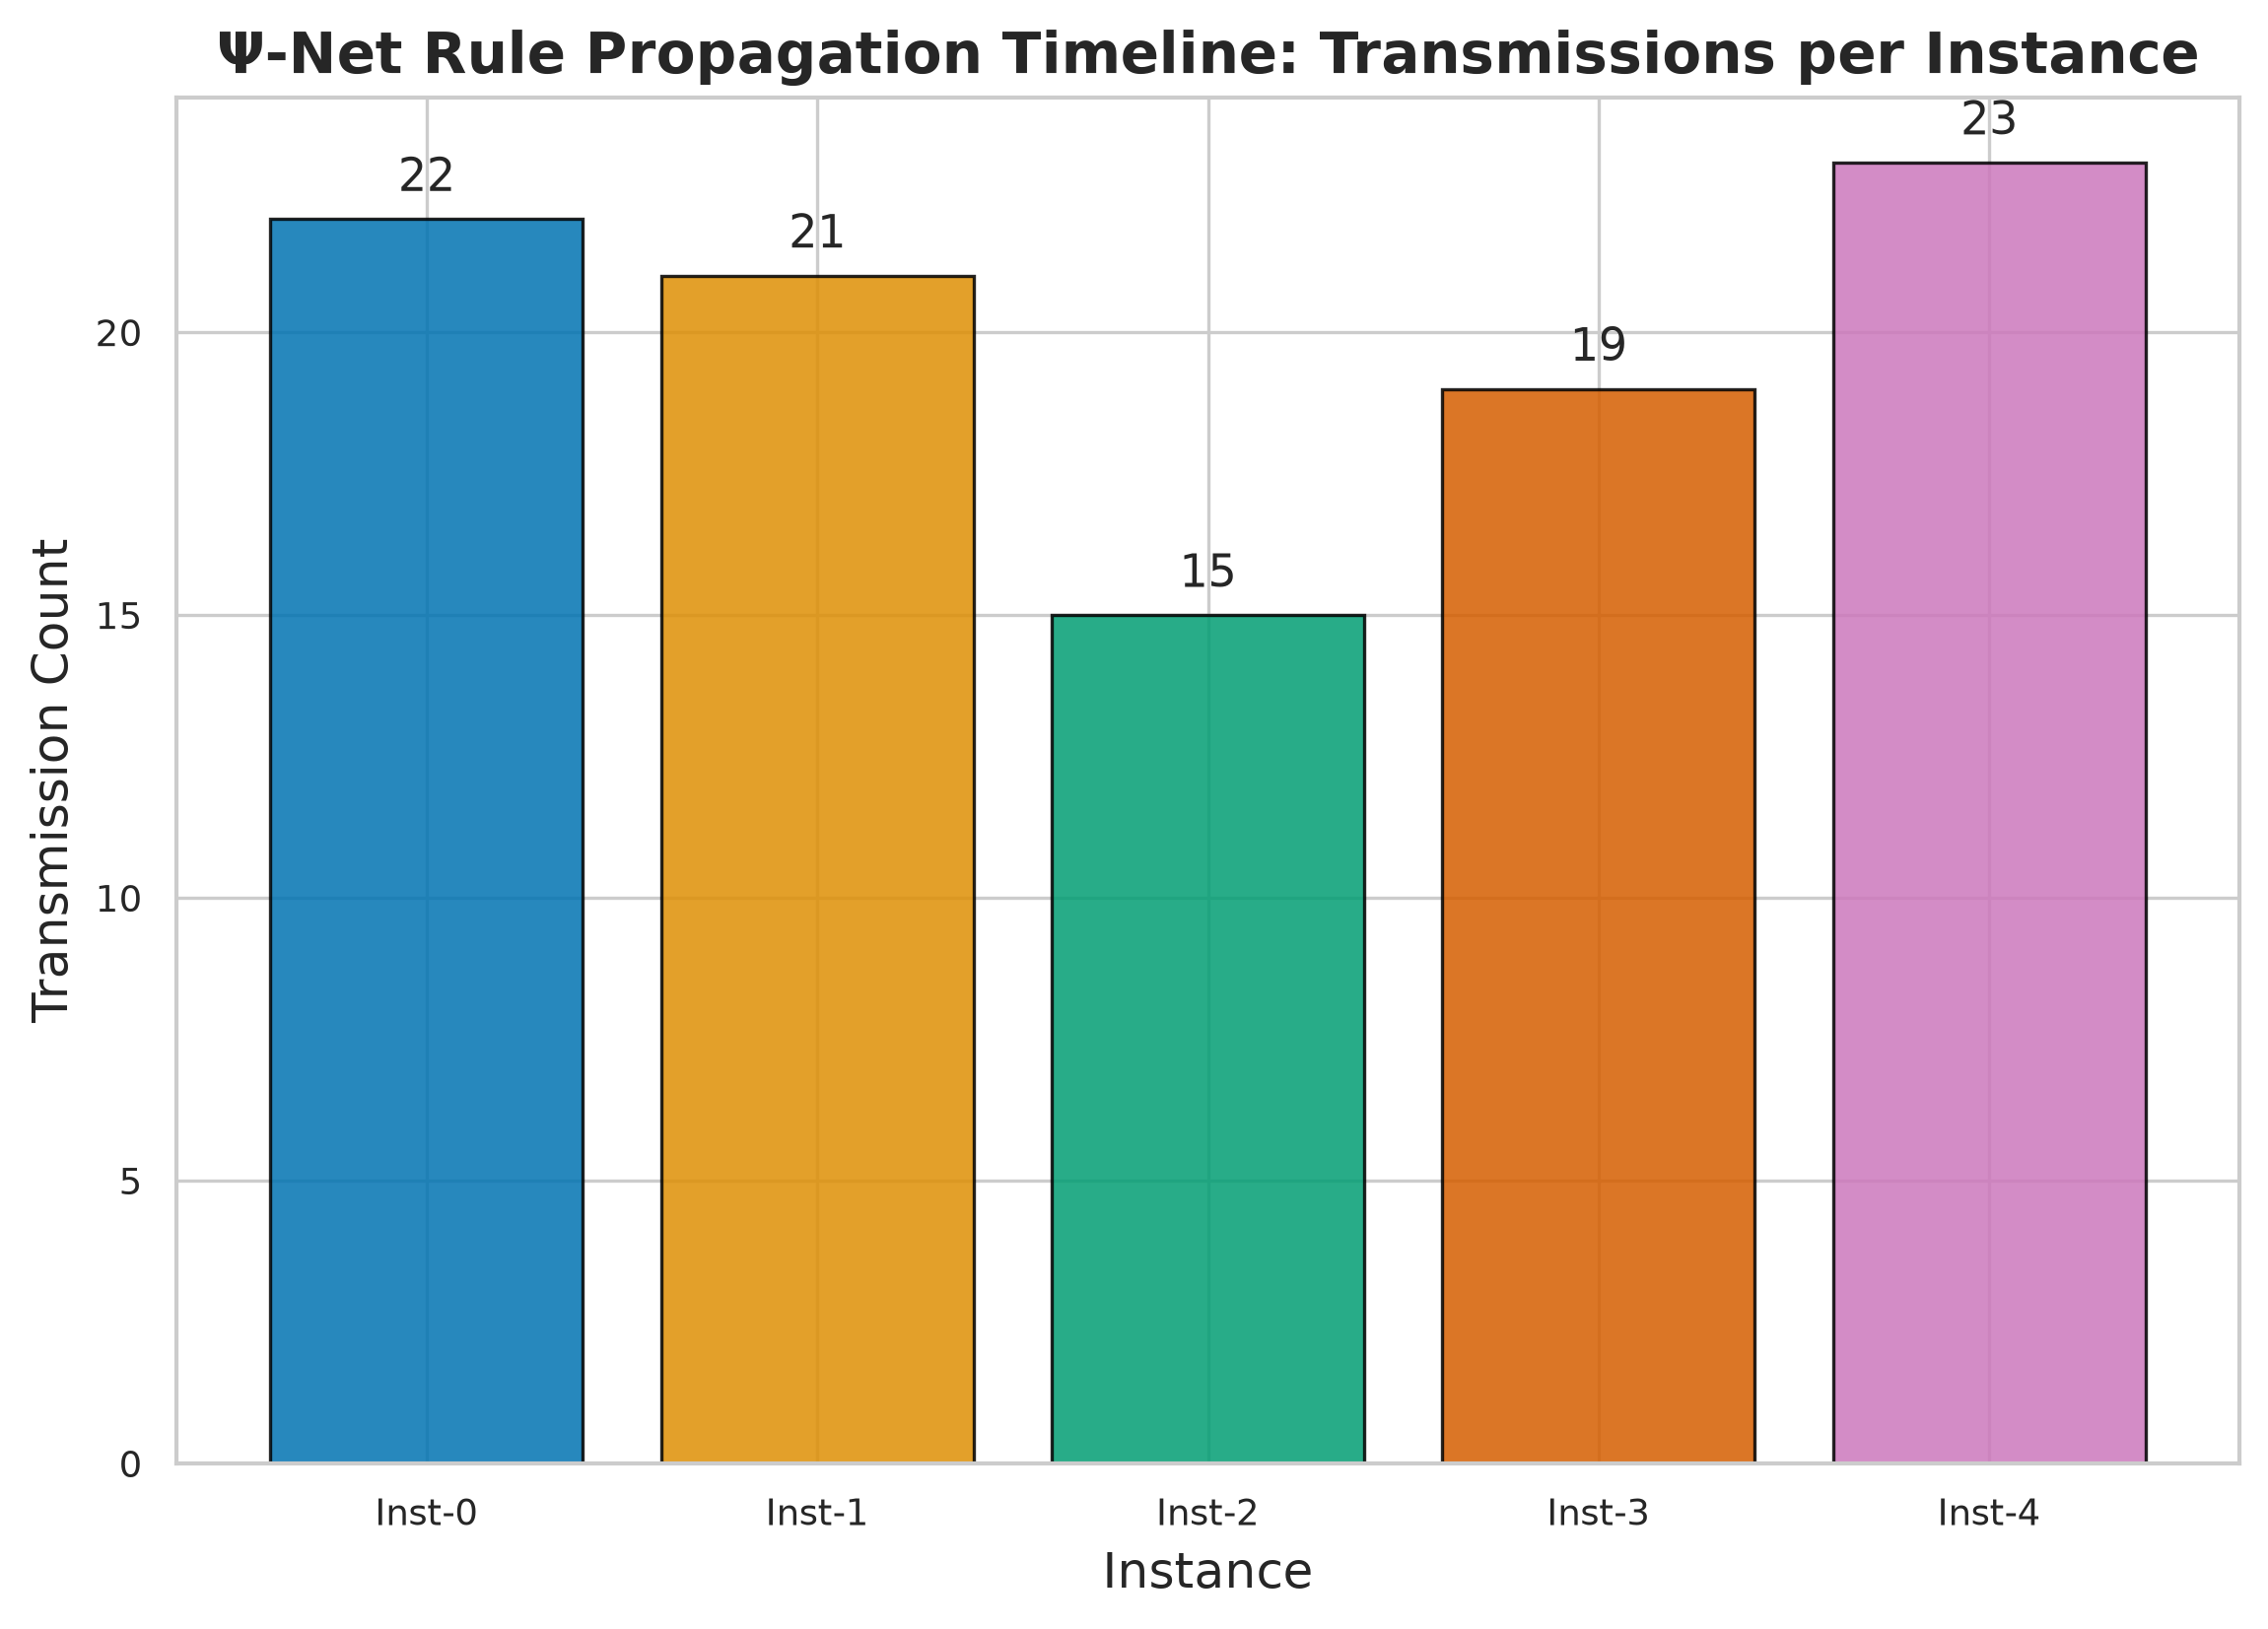 Ψ-Net Rule Propagation Timeline: Transmissions per Instance
23
22
21
20
19
15
15
10
5
0
Transmission Count
Inst-0 Inst-1 Inst-2 Inst-3 Inst-4
Instance